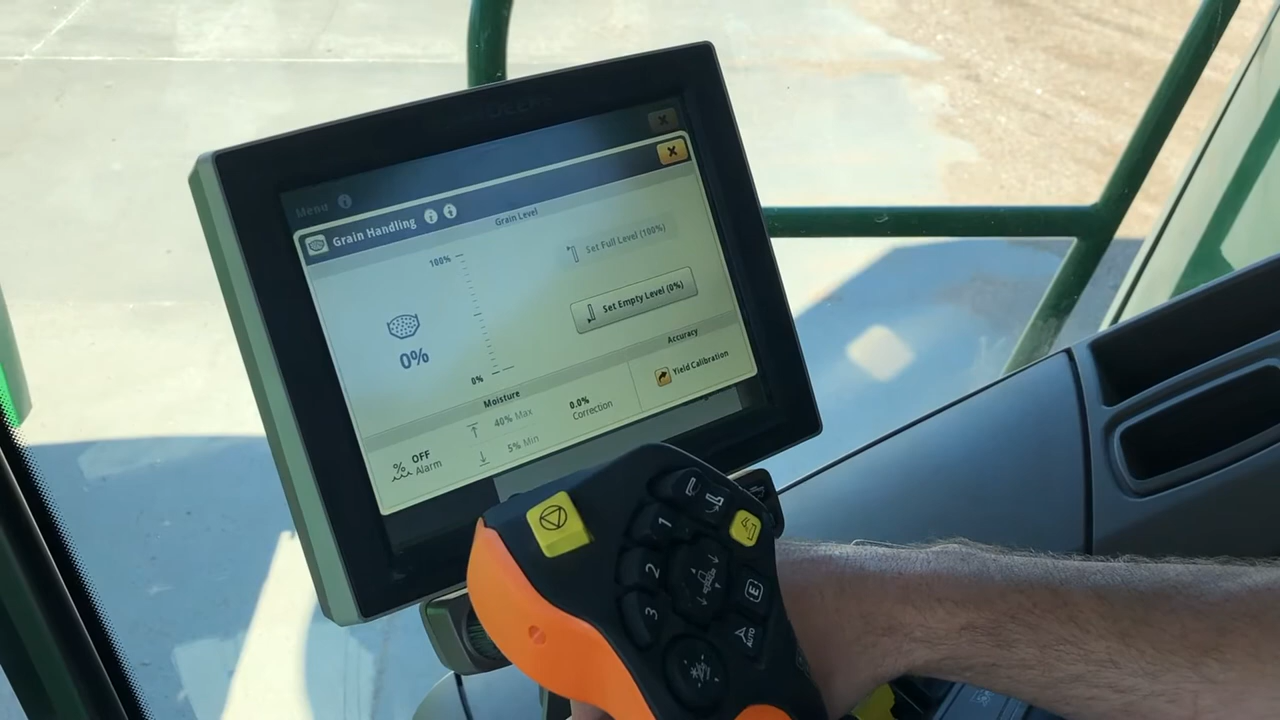 Menu
Grain Handling
Grain Level
100%
Set Full Level (100%)
0%
Set Empty Level (0%)
0%
Accuracy
Yield Calibration
Moisture
OFF
Alarm
%
40% Max
5% Min
0.0%
Correction
1
2
3
E
AUTO